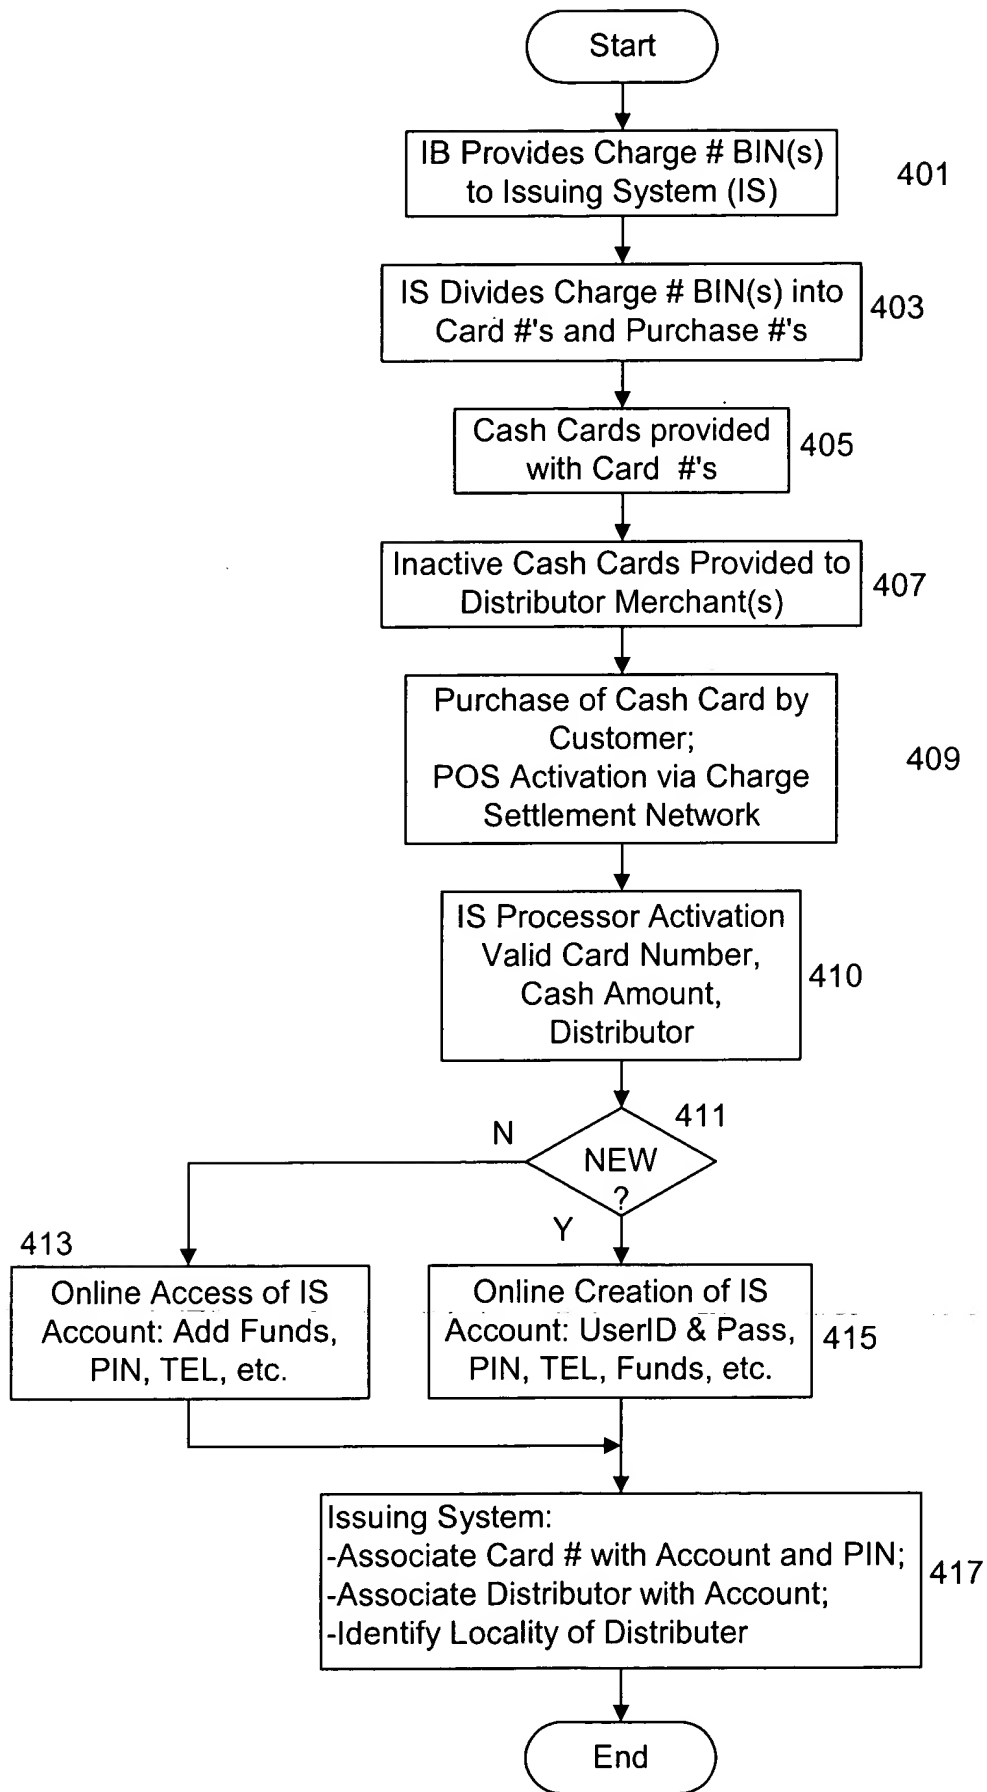 Start
IB Provides Charge # BIN(s)
to Issuing System (IS)
401
IS Divides Charge # BIN(s) into
Card #'s and Purchase #'s
403
Cash Cards provided
with Card #'s
405
Inactive Cash Cards Provided to
Distributor Merchant(s)
407
Purchase of Cash Card by
Customer;
POS Activation via Charge
Settlement Network
409
IS Processor Activation
Valid Card Number,
Cash Amount,
Distributor
410
411
N
NEW
?
Y
413
Online Access of IS
Account: Add Funds,
PIN, TEL, etc.
Online Creation of IS
Account: UserID & Pass,
PIN, TEL, Funds, etc.
415
Issuing System:
-Associate Card # with Account and PIN;
-Associate Distributor with Account;
-Identify Locality of Distributer
417
End